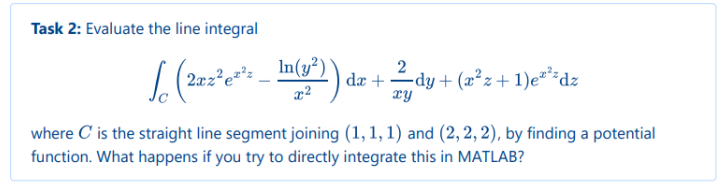 Task 2: Evaluate the line integral
∫_C (2xz²e^{x²z} − ln(y²)/x²) dx + 2/(xy) dy + (x²z + 1)e^{x²z}dz
where C is the straight line segment joining (1, 1, 1) and (2, 2, 2), by finding a potential
function. What happens if you try to directly integrate this in MATLAB?